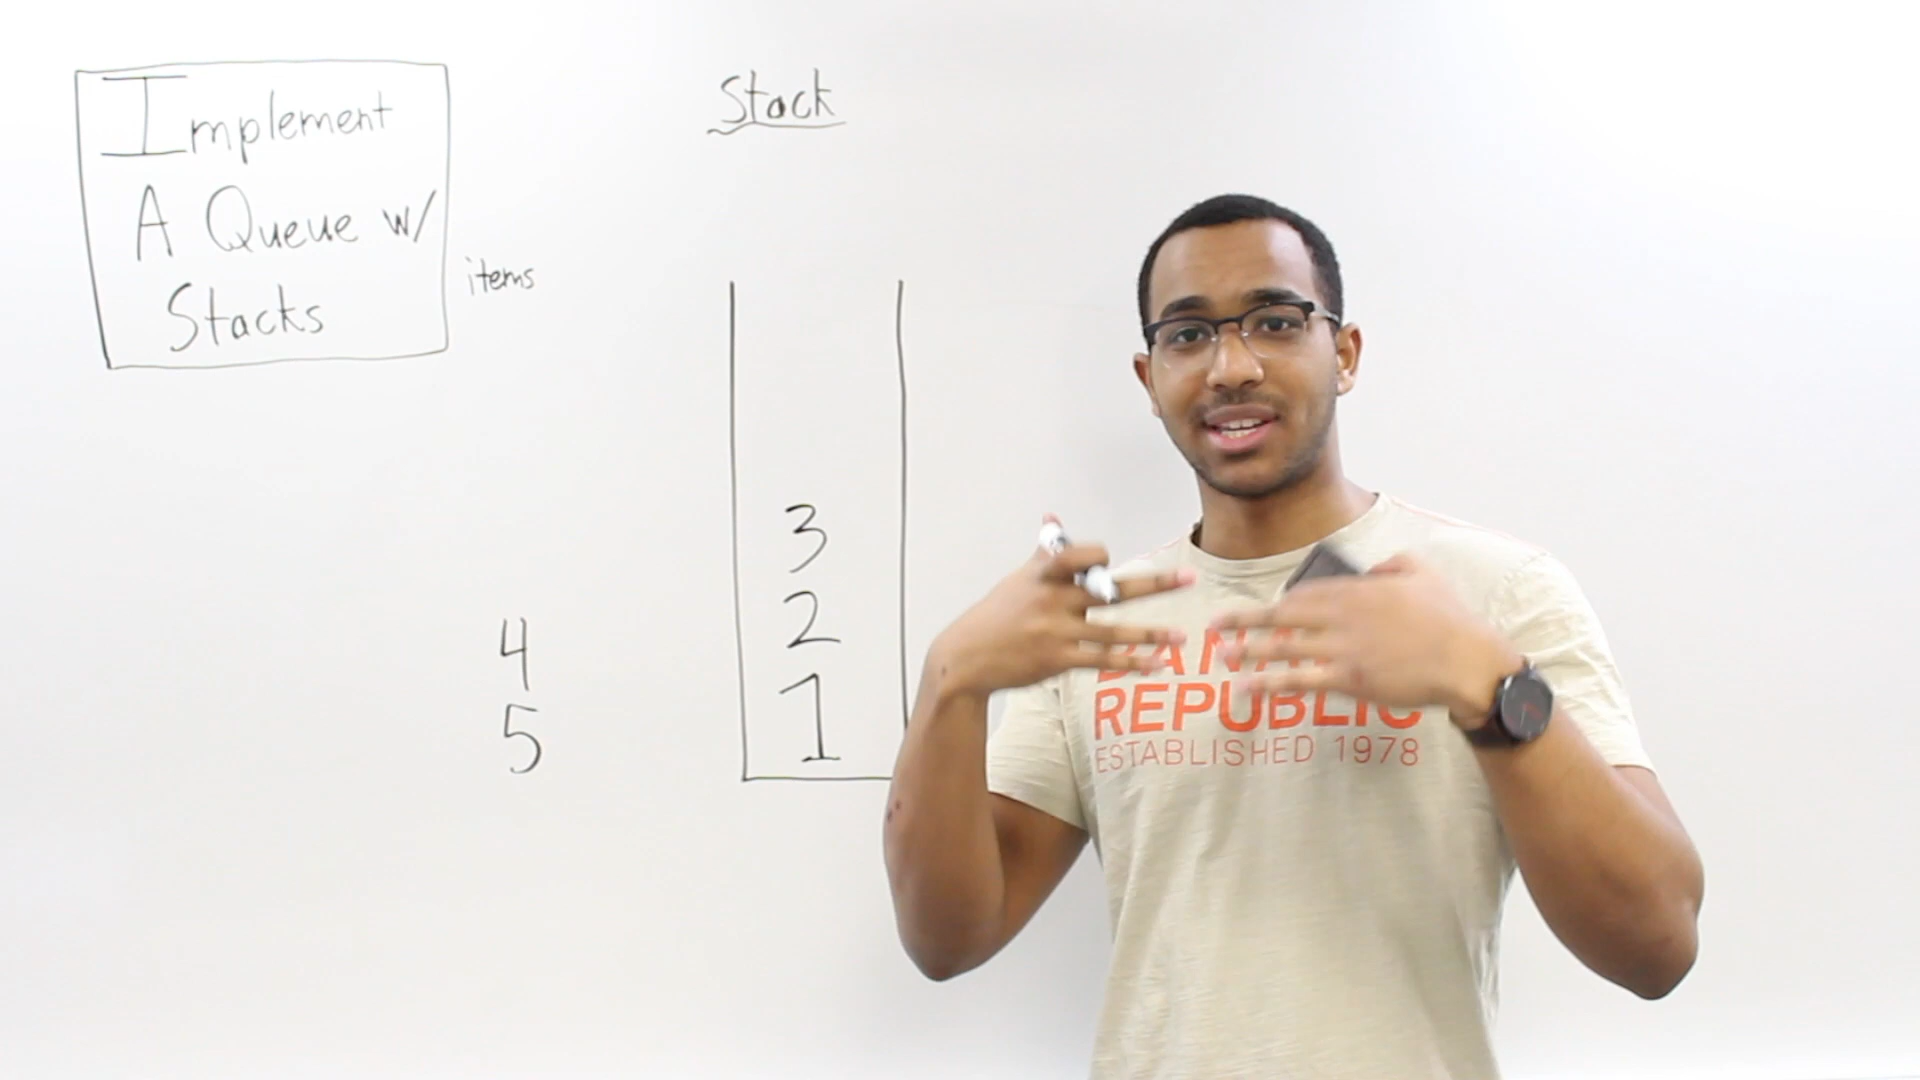 Implement
A Queue w/
Stacks
items
Stack
3
2
1
4
5
REPUBLIC
ESTABLISHED 1978